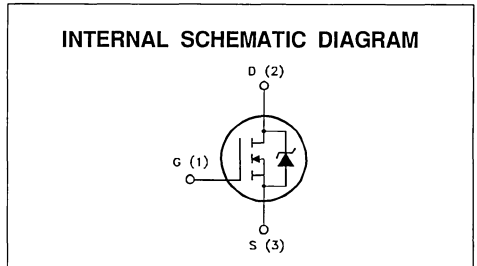 INTERNAL SCHEMATIC DIAGRAM
D (2)
G (1)
S (3)